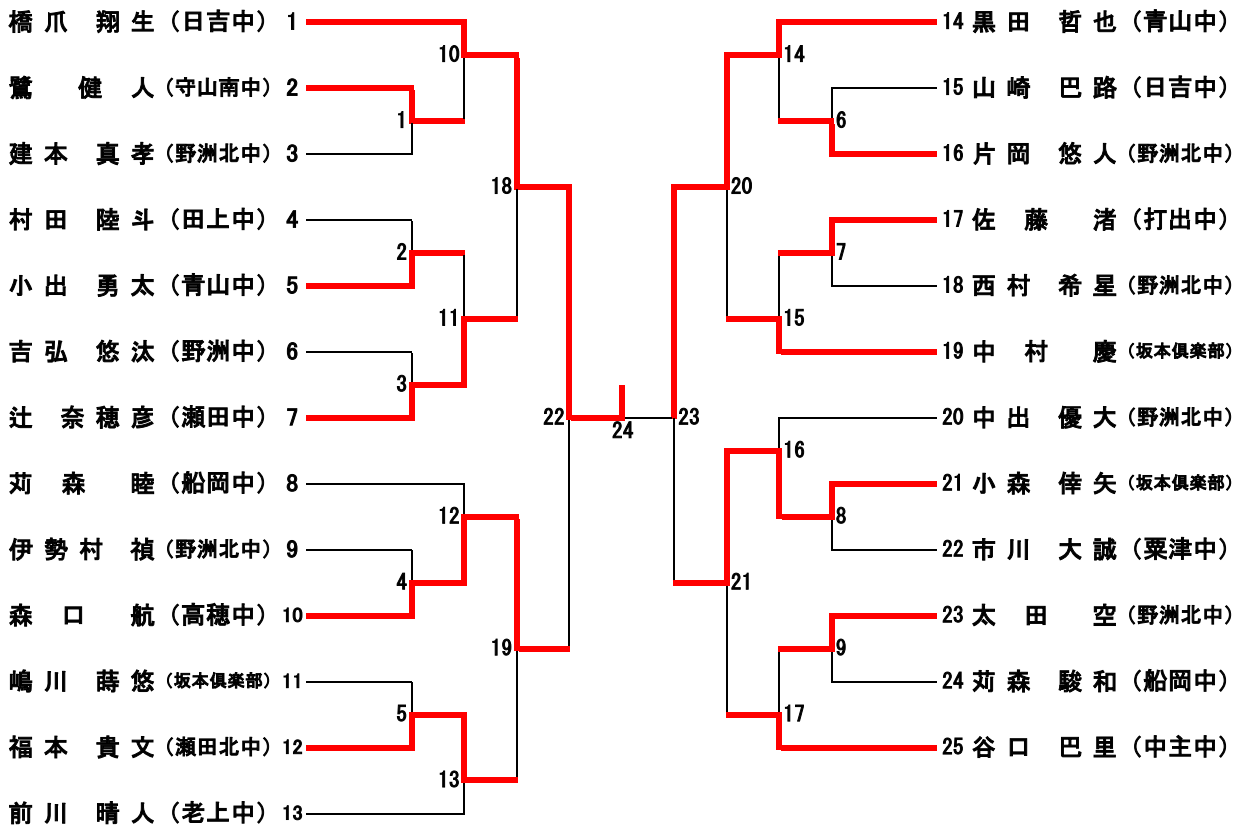 橋爪 翔生（日吉中） 1
鷺 健人（守山南中） 2
建本 真孝（野洲北中） 3
村田 陸斗（田上中） 4
小出 勇太（青山中） 5
吉弘 悠汰（野洲中） 6
辻 奈穂彦（瀬田中） 7
苅森 睦（船岡中） 8
伊勢村 禎（野洲北中） 9
森口 航（高穂中） 10
嶋川 蒔悠（坂本倶楽部） 11
福本 貴文（瀬田北中） 12
前川 晴人（老上中） 13
1
2
3
4
5
10
11
12
13
18
19
22
24
23
20
21
14
15
16
17
6
7
8
9
14 黒田 哲也（青山中）
15 山崎 巴路（日吉中）
16 片岡 悠人（野洲北中）
17 佐藤 渚（打出中）
18 西村 希星（野洲北中）
19 中村 慶（坂本倶楽部）
20 中出 優大（野洲北中）
21 小森 倖矢（坂本倶楽部）
22 市川 大誠（粟津中）
23 太田 空（野洲北中）
24 苅森 駿和（船岡中）
25 谷口 巴里（中主中）